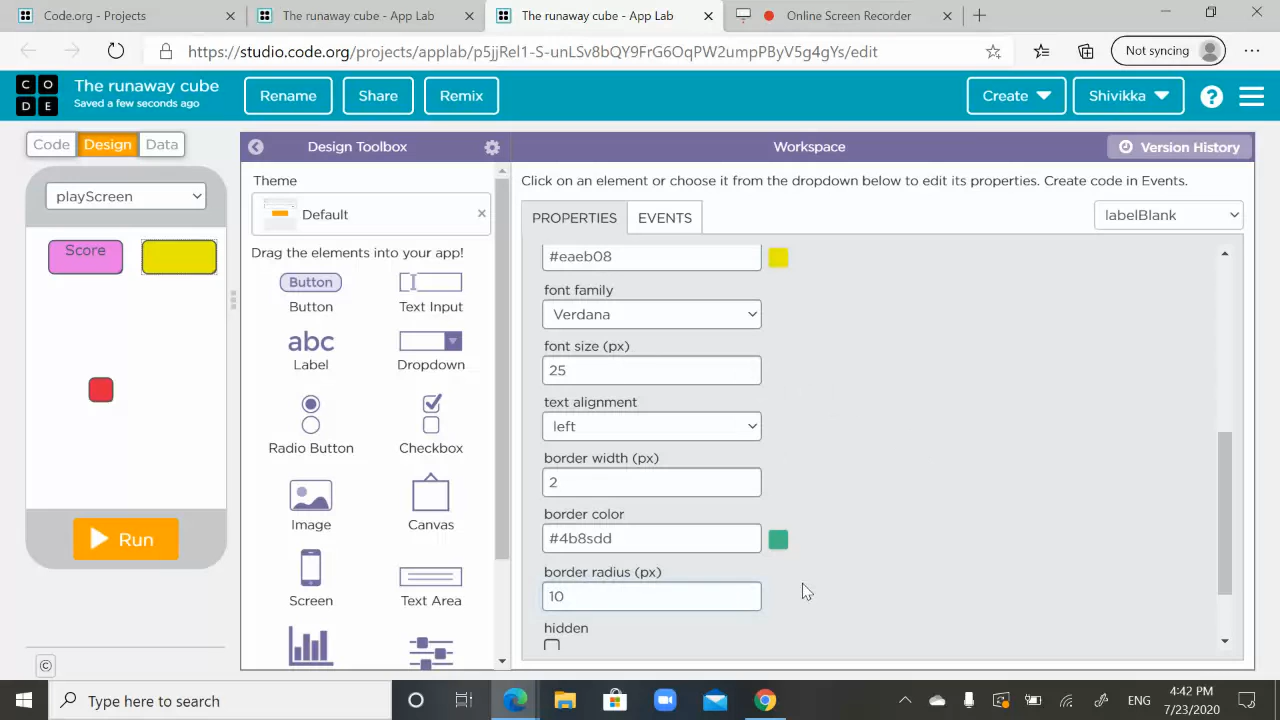 Code.org - Projects
The runaway cube - App Lab
The runaway cube - App Lab
Online Screen Recorder
https://studio.code.org/projects/applab/p5jjRel1-S-unLSv8bQY9FrG6OqPW2umpPByV5g4gYs/edit
Not syncing
C O
D E
The runaway cube
Saved a few seconds ago
Rename
Share
Remix
Create
Shivikka
?
Code
Design
Data
Design Toolbox
Workspace
Version History
playScreen
Theme
Default
Click on an element or choose it from the dropdown below to edit its properties. Create code in Events.
PROPERTIES
EVENTS
labelBlank
Score
Drag the elements into your app!
Button
Button
Text Input
abc
Label
Dropdown
Radio Button
Checkbox
Image
Canvas
Screen
Text Area
#eaeb08
font family
Verdana
font size (px)
25
text alignment
left
border width (px)
2
border color
#4b8sdd
border radius (px)
10
hidden
Run
©
Type here to search
ENG
4:42 PM
7/23/2020